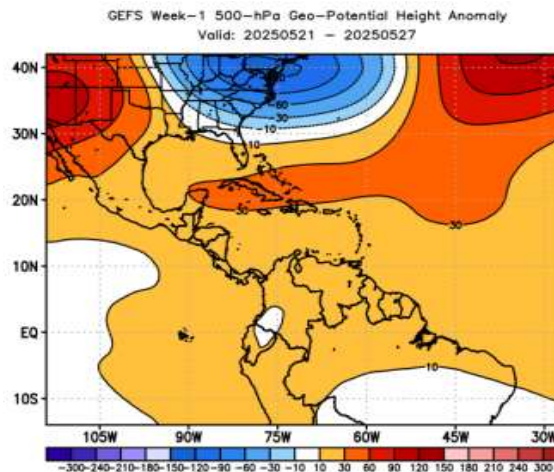 GEFS Week-1 500-hPa Geo-Potential Height Anomaly
Valid: 20250521 - 20250527
40N
30N
20N
10N
EQ
10S
-60
-30
-10
10
30
30
10
105W 90W 75W 60W 45W 30W
-300-240-210-180-150-120-90 -60 -30 -10 10 30 60 90 120 150 180 210 240 300